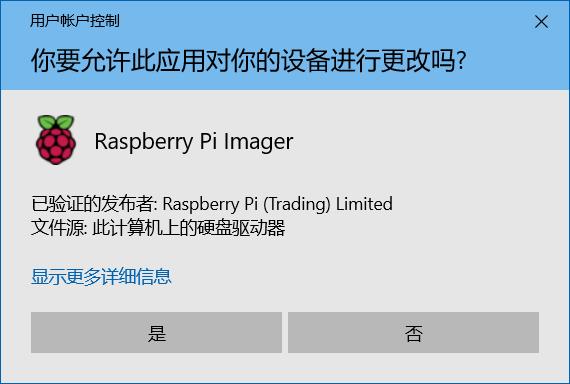 用户帐户控制
你要允许此应用对你的设备进行更改吗?
Raspberry Pi Imager
已验证的发布者: Raspberry Pi (Trading) Limited
文件源: 此计算机上的硬盘驱动器
显示更多详细信息
是
否